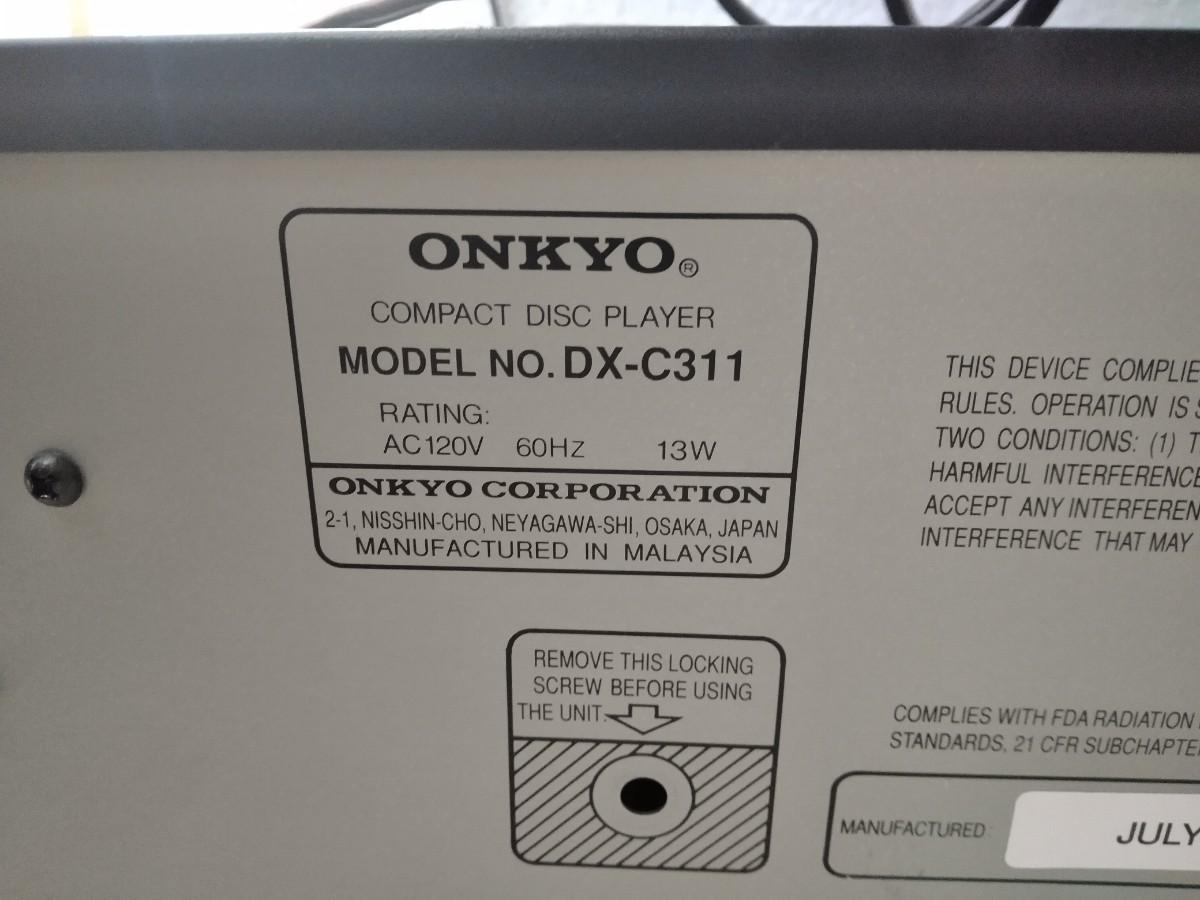 ONKYO®
COMPACT DISC PLAYER
MODEL NO. DX-C311
RATING:
AC120V 60HZ 13W
ONKYO CORPORATION
2-1, NISSHIN-CHO, NEYAGAWA-SHI, OSAKA, JAPAN
MANUFACTURED IN MALAYSIA
THIS DEVICE
RULES. OPERATION IS
TWO CONDITIONS: (1)
HARMFUL INTERFERENCE
ACCEPT ANY
INTERFERENCE THAT MAY
REMOVE THIS LOCKING
SCREW BEFORE USING
THE UNIT.
COMPLIES WITH FDA RADIATION
STANDARDS, 21 CFR
MANUFACTURED:
JULY